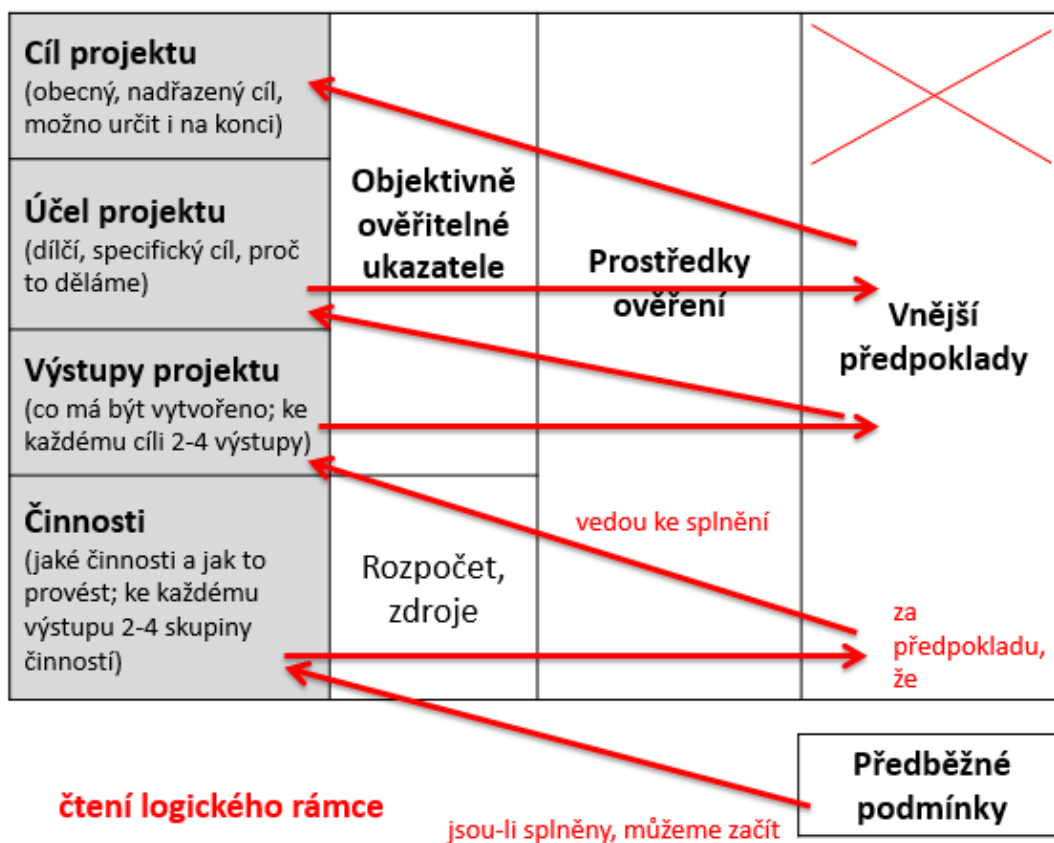 Cíl projektu
(obecný, nadřazený cíl,
možno určit i na konci)
Účel projektu
(dílčí, specifický cíl, proč
to děláme)
Výstupy projektu
(co má být vytvořeno; ke
každému cíli 2-4 výstupy)
Činnosti
(jaké činnosti a jak to
provést; ke každému
výstupu 2-4 skupiny
činností)
Objektivně
ověřitelné
ukazatele
Rozpočet,
zdroje
Prostředky
ověření
vedou ke splnění
Vnější
předpoklady
za
předpokladu,
že
Předběžné
podmínky
čtení logického rámce
jsou-li splněny, můžeme začít